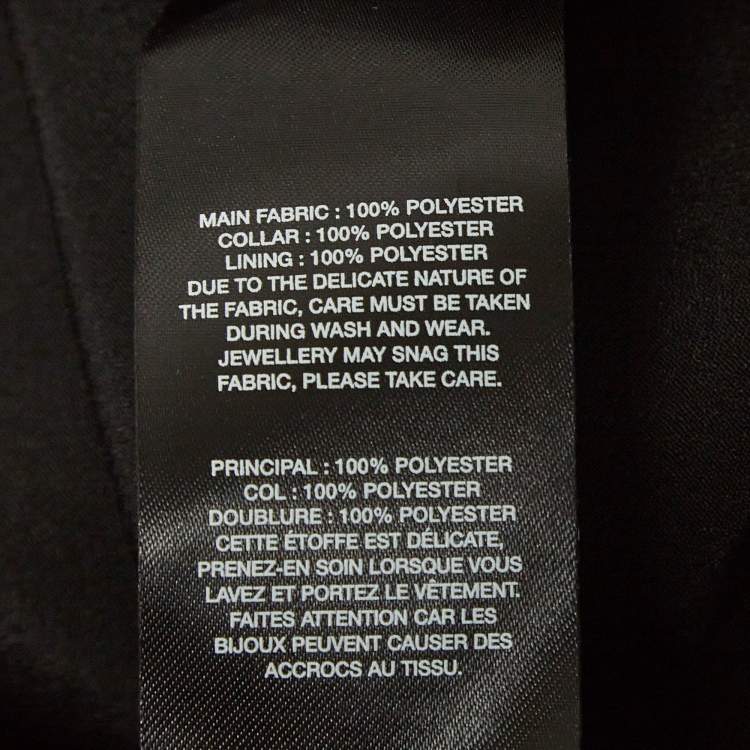 MAIN FABRIC : 100% POLYESTER
COLLAR : 100% POLYESTER
LINING : 100% POLYESTER
DUE TO THE DELICATE NATURE OF
THE FABRIC, CARE MUST BE TAKEN
DURING WASH AND WEAR.
JEWELLERY MAY SNAG THIS
FABRIC, PLEASE TAKE CARE.
PRINCIPAL : 100% POLYESTER
COL : 100% POLYESTER
DOUBLURE : 100% POLYESTER
CETTE ÉTOFFE EST DÉLICATE,
PRENEZ-EN SOIN LORSQUE VOUS
LAVEZ ET PORTEZ LE VÊTEMENT.
FAITES ATTENTION CAR LES
BIJOUX PEUVENT CAUSER DES
ACCROCS AU TISSU.